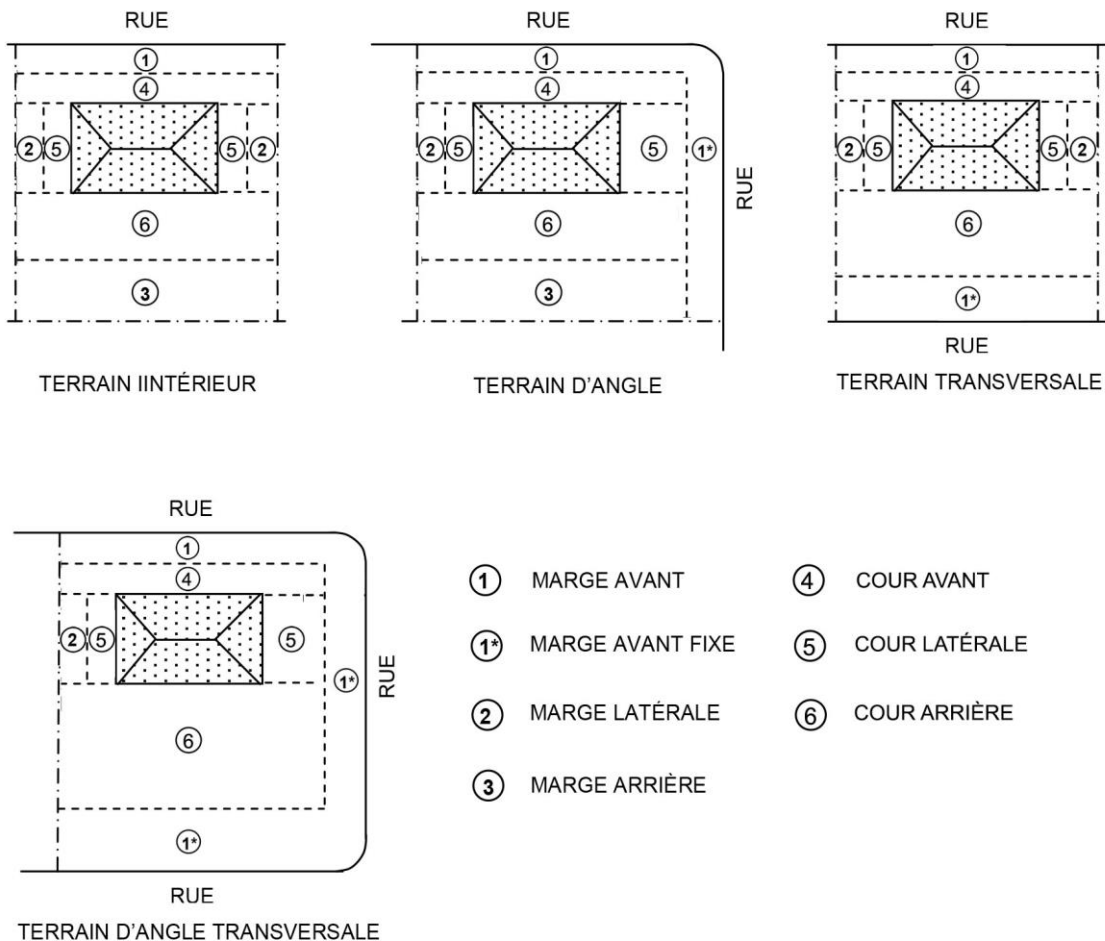 RUE
1
4
2 5 5 2
6
3
TERRAIN IINTÉRIEUR
RUE
1
4
2 5 5 1* RUE
6
3
TERRAIN D'ANGLE
RUE
1
4
2 5 5 2
6
1*
RUE
TERRAIN TRANSVERSALE
RUE
1
4
2 5 5
1* RUE
6
1*
RUE
TERRAIN D'ANGLE TRANSVERSALE
1 MARGE AVANT
1* MARGE AVANT FIXE
2 MARGE LATÉRALE
3 MARGE ARRIÈRE
4 COUR AVANT
5 COUR LATÉRALE
6 COUR ARRIÈRE